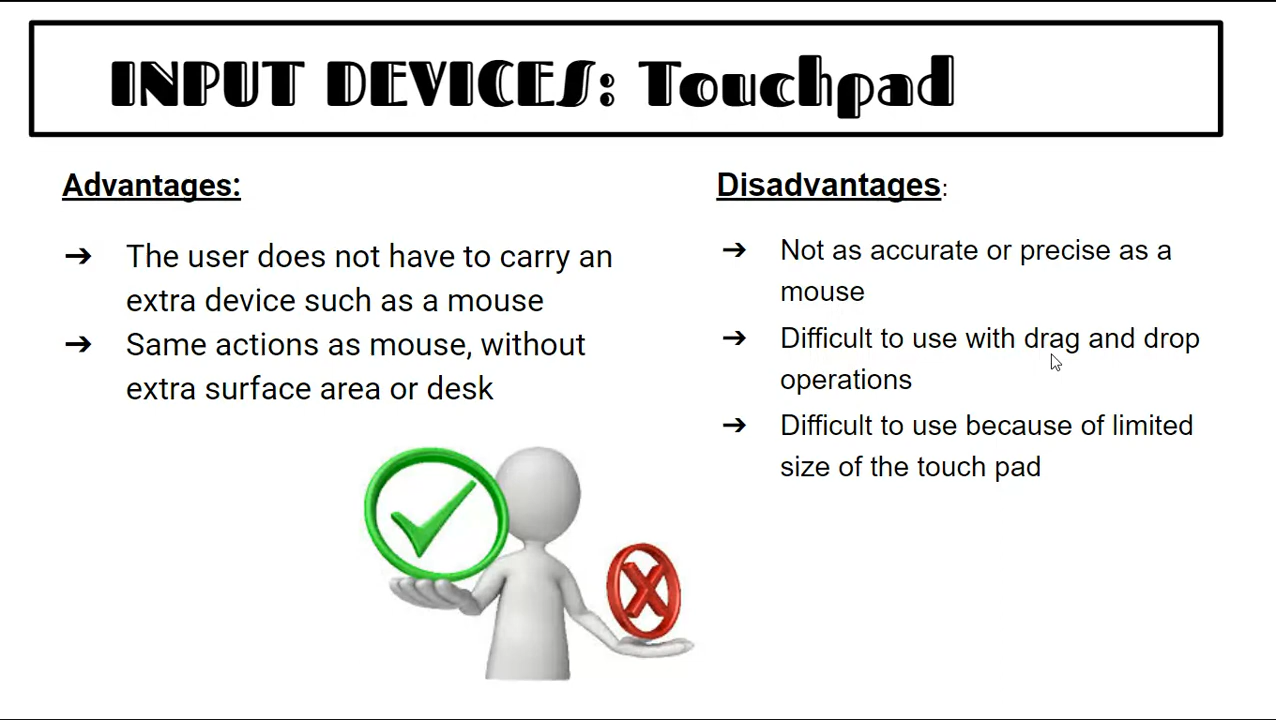 INPUT DEVICES: Touchpad
Advantages:
➔ The user does not have to carry an
extra device such as a mouse
➔ Same actions as mouse, without
extra surface area or desk
Disadvantages:
➔ Not as accurate or precise as a
mouse
➔ Difficult to use with drag and drop
operations
➔ Difficult to use because of limited
size of the touch pad